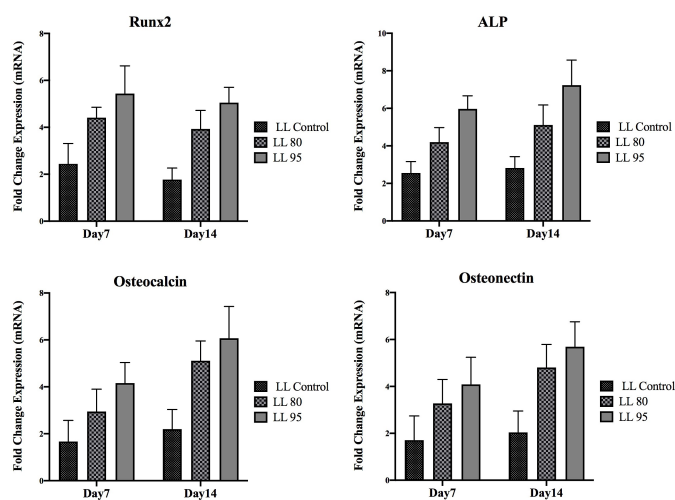 Runx2
Fold Change Expression (mRNA)
8
6
4
2
0
Day7
Day14
LL Control
LL 80
LL 95
ALP
Fold Change Expression (mRNA)
10
8
6
4
2
0
Day7
Day14
LL Control
LL 80
LL 95
Osteocalcin
Fold Change Expression (mRNA)
8
6
4
2
0
Day7
Day14
LL Control
LL 80
LL 95
Osteonectin
Fold Change Expression (mRNA)
8
6
4
2
0
Day7
Day14
LL Control
LL 80
LL 95